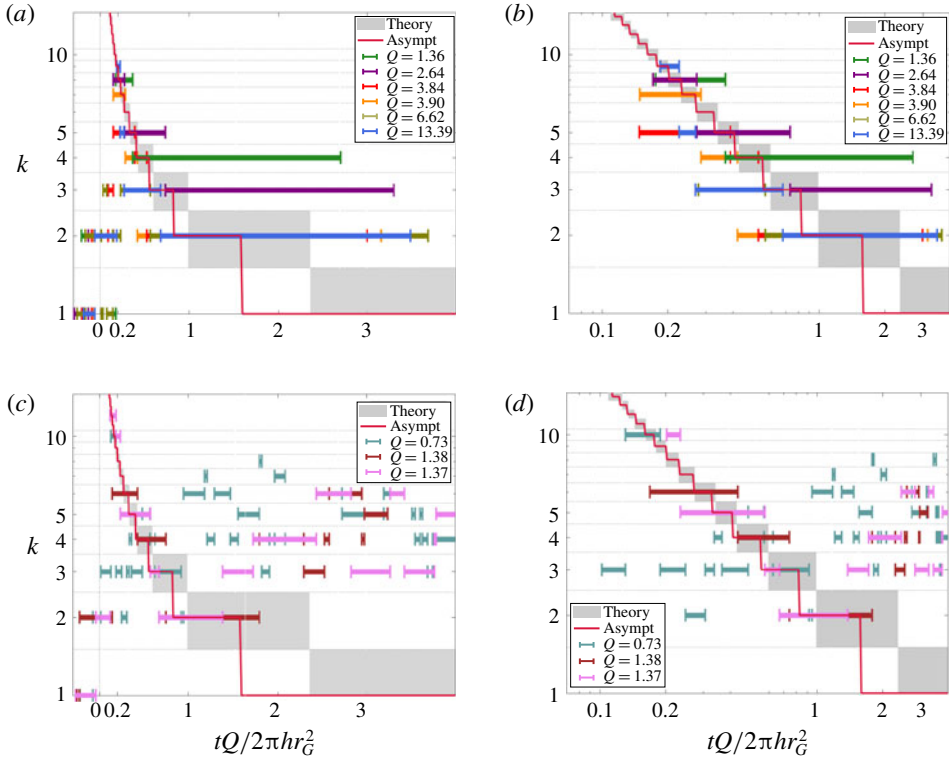 (a)
Theory
Asympt
Q = 1.36
Q = 2.64
Q = 3.84
Q = 3.90
Q = 6.62
Q = 13.39
10
5
4
3
2
1
k
0 0.2 1 2 3
(b)
Theory
Asympt
Q = 1.36
Q = 2.64
Q = 3.84
Q = 3.90
Q = 6.62
Q = 13.39
10
5
4
3
2
1
0.1 0.2 1 2 3
(c)
Theory
Asympt
Q = 0.73
Q = 1.38
Q = 1.37
10
5
4
3
2
1
k
0 0.2 1 2 3
tQ/2πhr_G^2
(d)
10
5
4
3
2
1
Theory
Asympt
Q = 0.73
Q = 1.38
Q = 1.37
0.1 0.2 1 2 3
tQ/2πhr_G^2